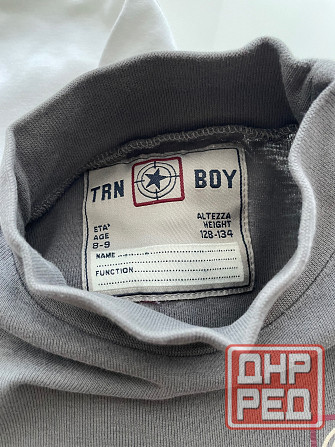 TRN BOY
ETA'
AGE
8-9
ALTEZZA
HEIGHT
128-134
NAME
FUNCTION
ДНР
РЕД